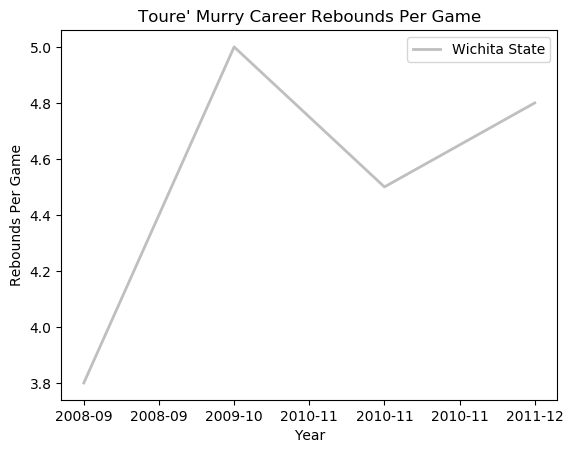 Toure' Murry Career Rebounds Per Game
Wichita State
5.0
4.8
4.6
4.4
4.2
4.0
3.8
Rebounds Per Game
2008-09 2008-09 2009-10 2010-11 2010-11 2010-11 2011-12
Year